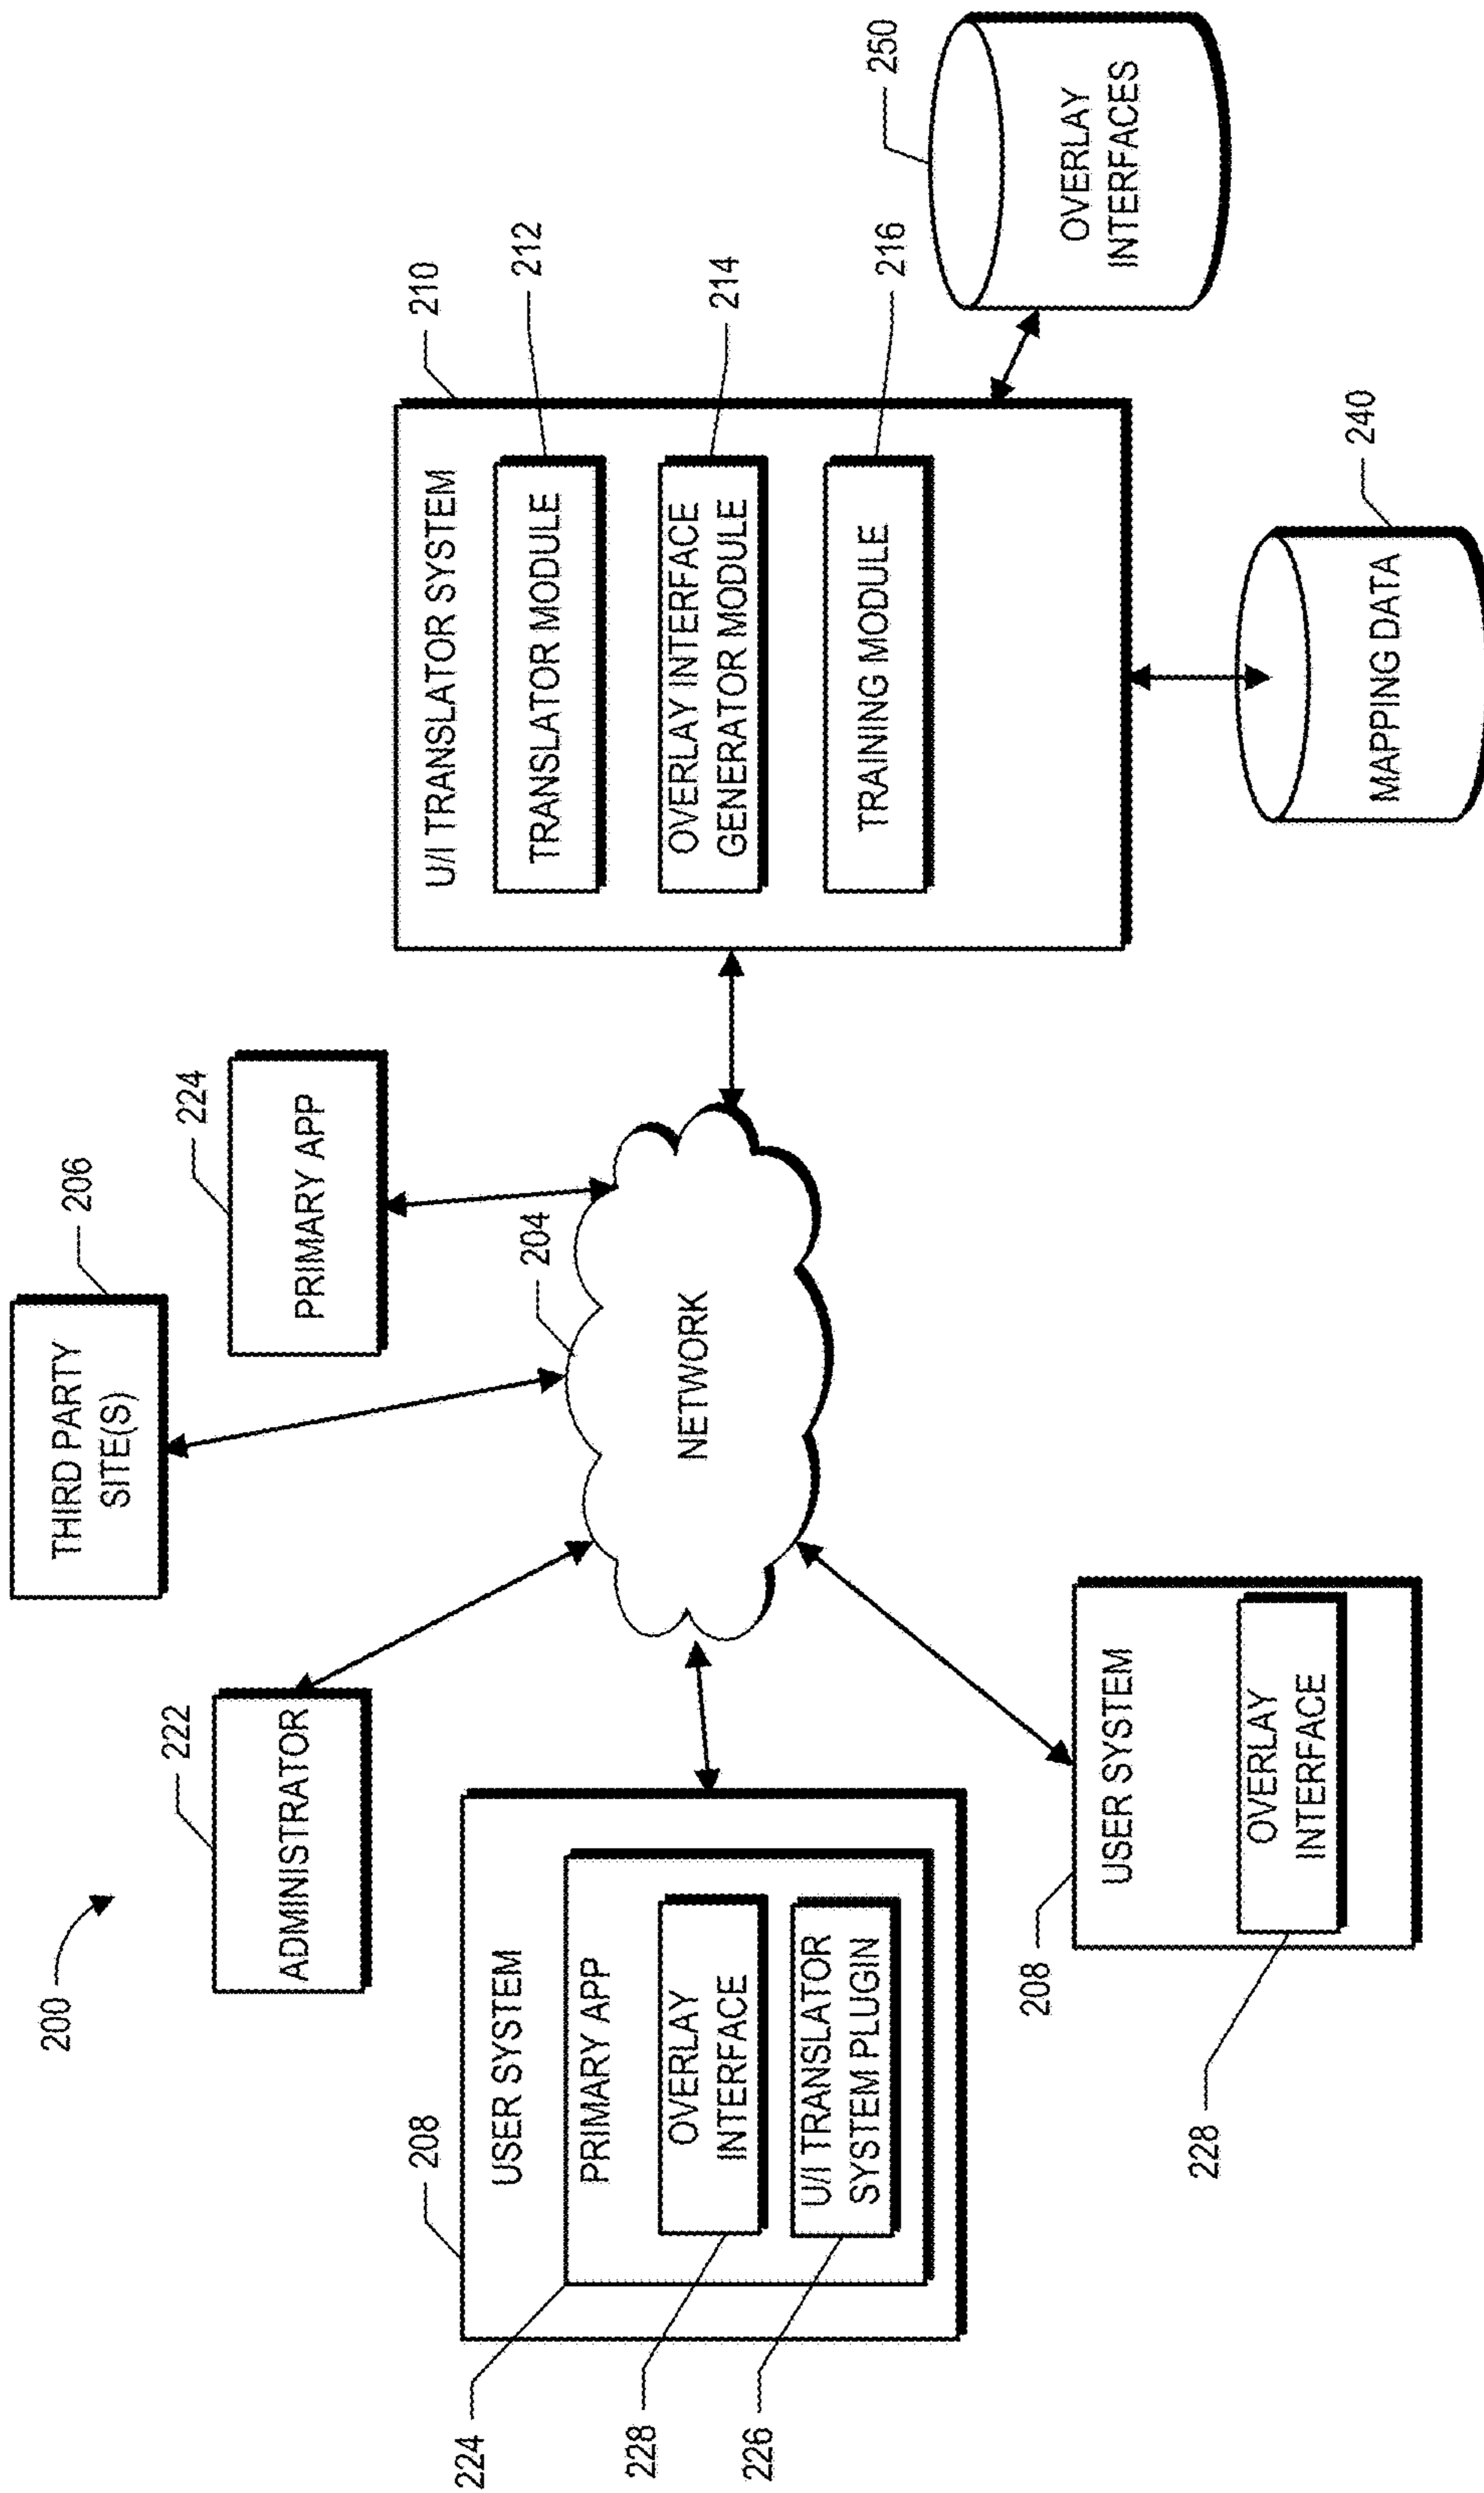 200
THIRD PARTY
SITE(S)
206
222
ADMINISTRATOR
224
PRIMARY APP
208
USER SYSTEM
224
PRIMARY APP
228
OVERLAY
INTERFACE
226
U/I TRANSLATOR
SYSTEM PLUGIN
204
NETWORK
210
U/I TRANSLATOR SYSTEM
212
TRANSLATOR MODULE
214
OVERLAY INTERFACE
GENERATOR MODULE
216
TRAINING MODULE
250
OVERLAY
INTERFACES
208
USER SYSTEM
228
OVERLAY
INTERFACE
240
MAPPING DATA